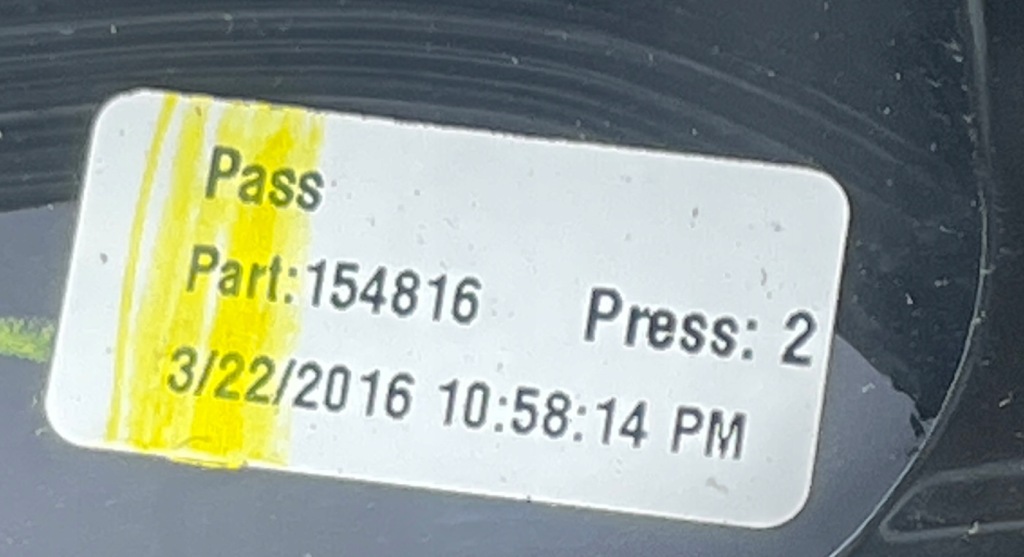 Pass
Part:154816 Press: 2
3/22/2016 10:58:14 PM